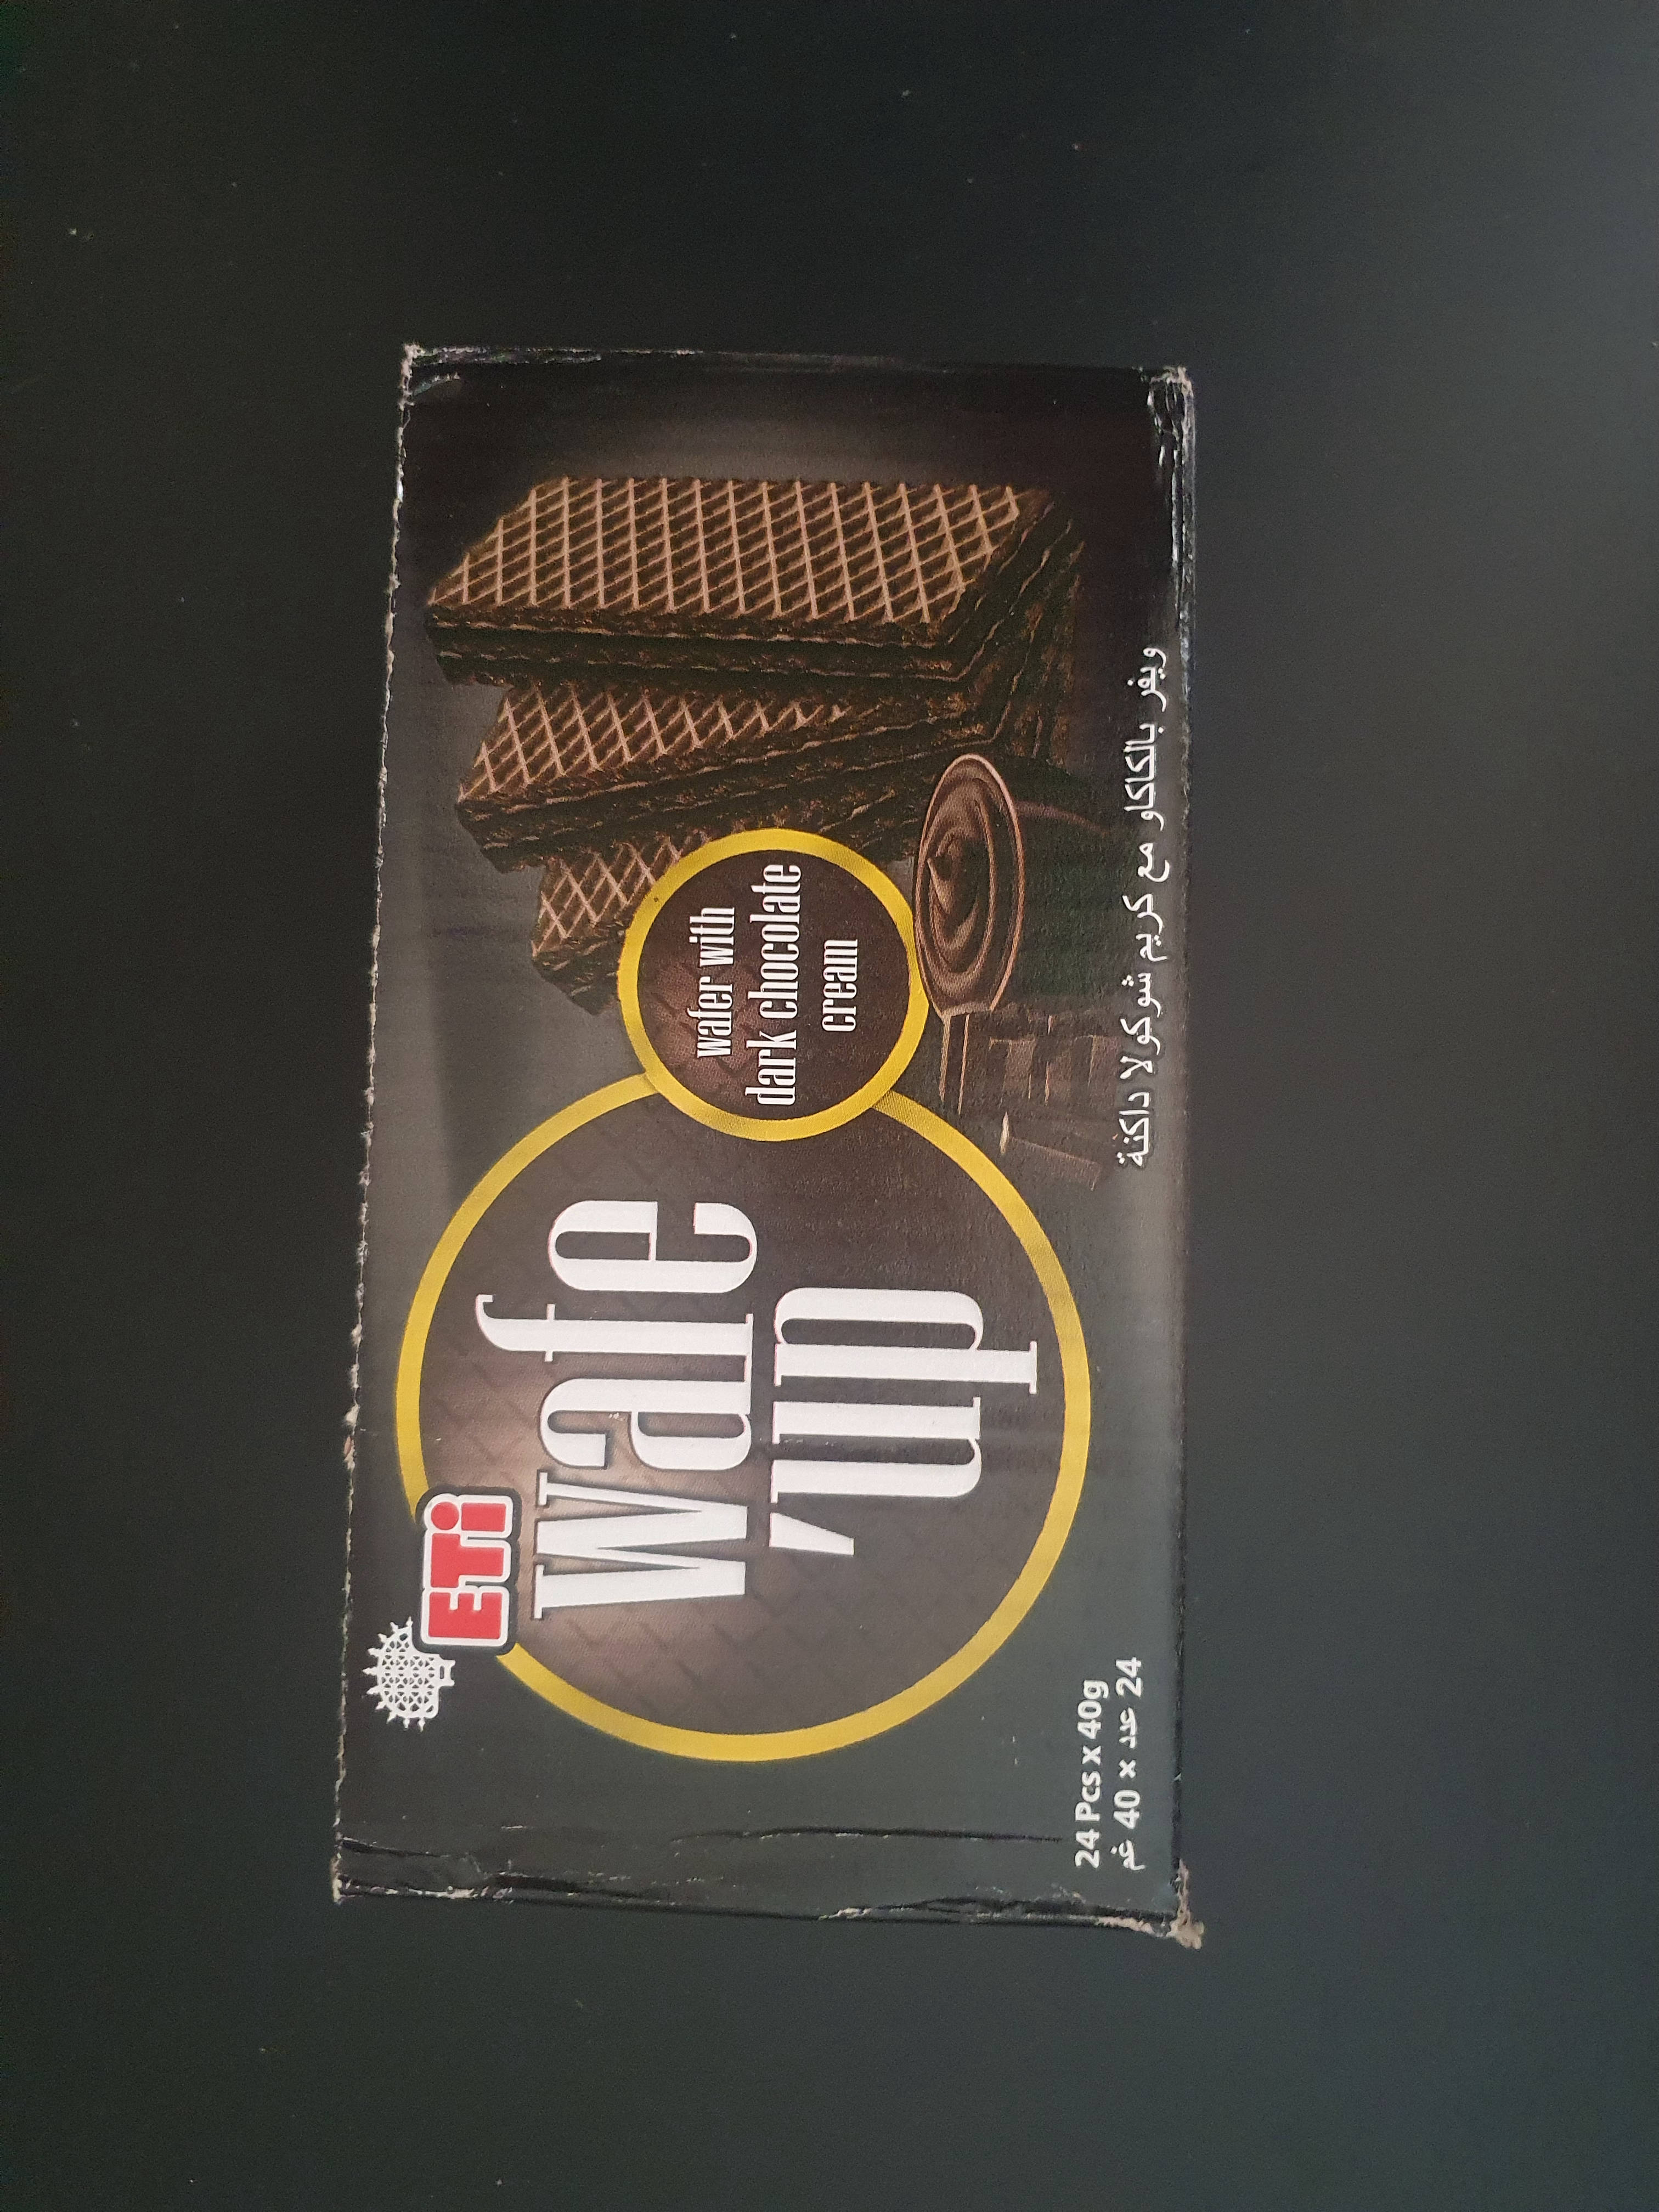 ETi
wafe
'up
wafer with
dark chocolate
cream
ويفر بالكاكاو مع كريم شوكولا داكنة
24 Pcs x 40g
24 عدد × 40 غم